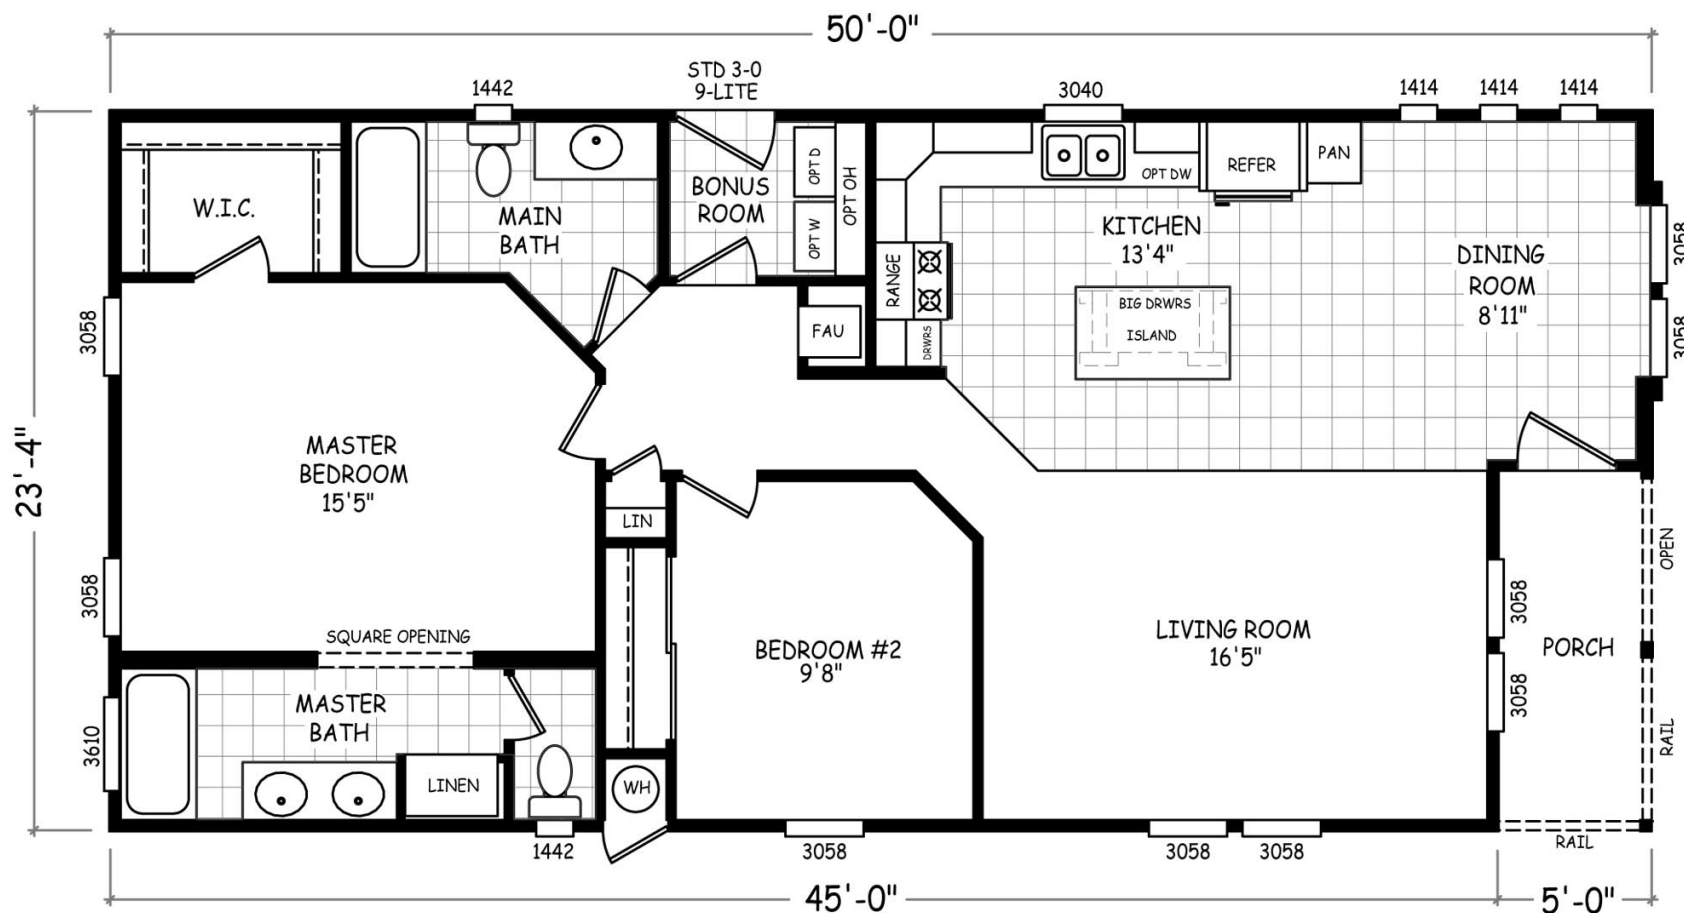 50'-0"
STD 3-0
9-LITE
1442
3040
1414
1414
1414
W.I.C.
MAIN
BATH
BONUS
ROOM
OPT D
OPT W
OPT OH
OPT DW
REFER
PAN
KITCHEN
13'4"
DINING
ROOM
8'11"
3058
3058
RANGE
DRWRS
BIG DRWRS
ISLAND
FAU
3058
23'-4"
MASTER
BEDROOM
15'5"
3058
SQUARE OPENING
LIN
BEDROOM #2
9'8"
LIVING ROOM
16'5"
3058
3058
PORCH
OPEN
RAIL
MASTER
BATH
3610
LINEN
WH
1442
3058
3058
3058
RAIL
45'-0"
5'-0"